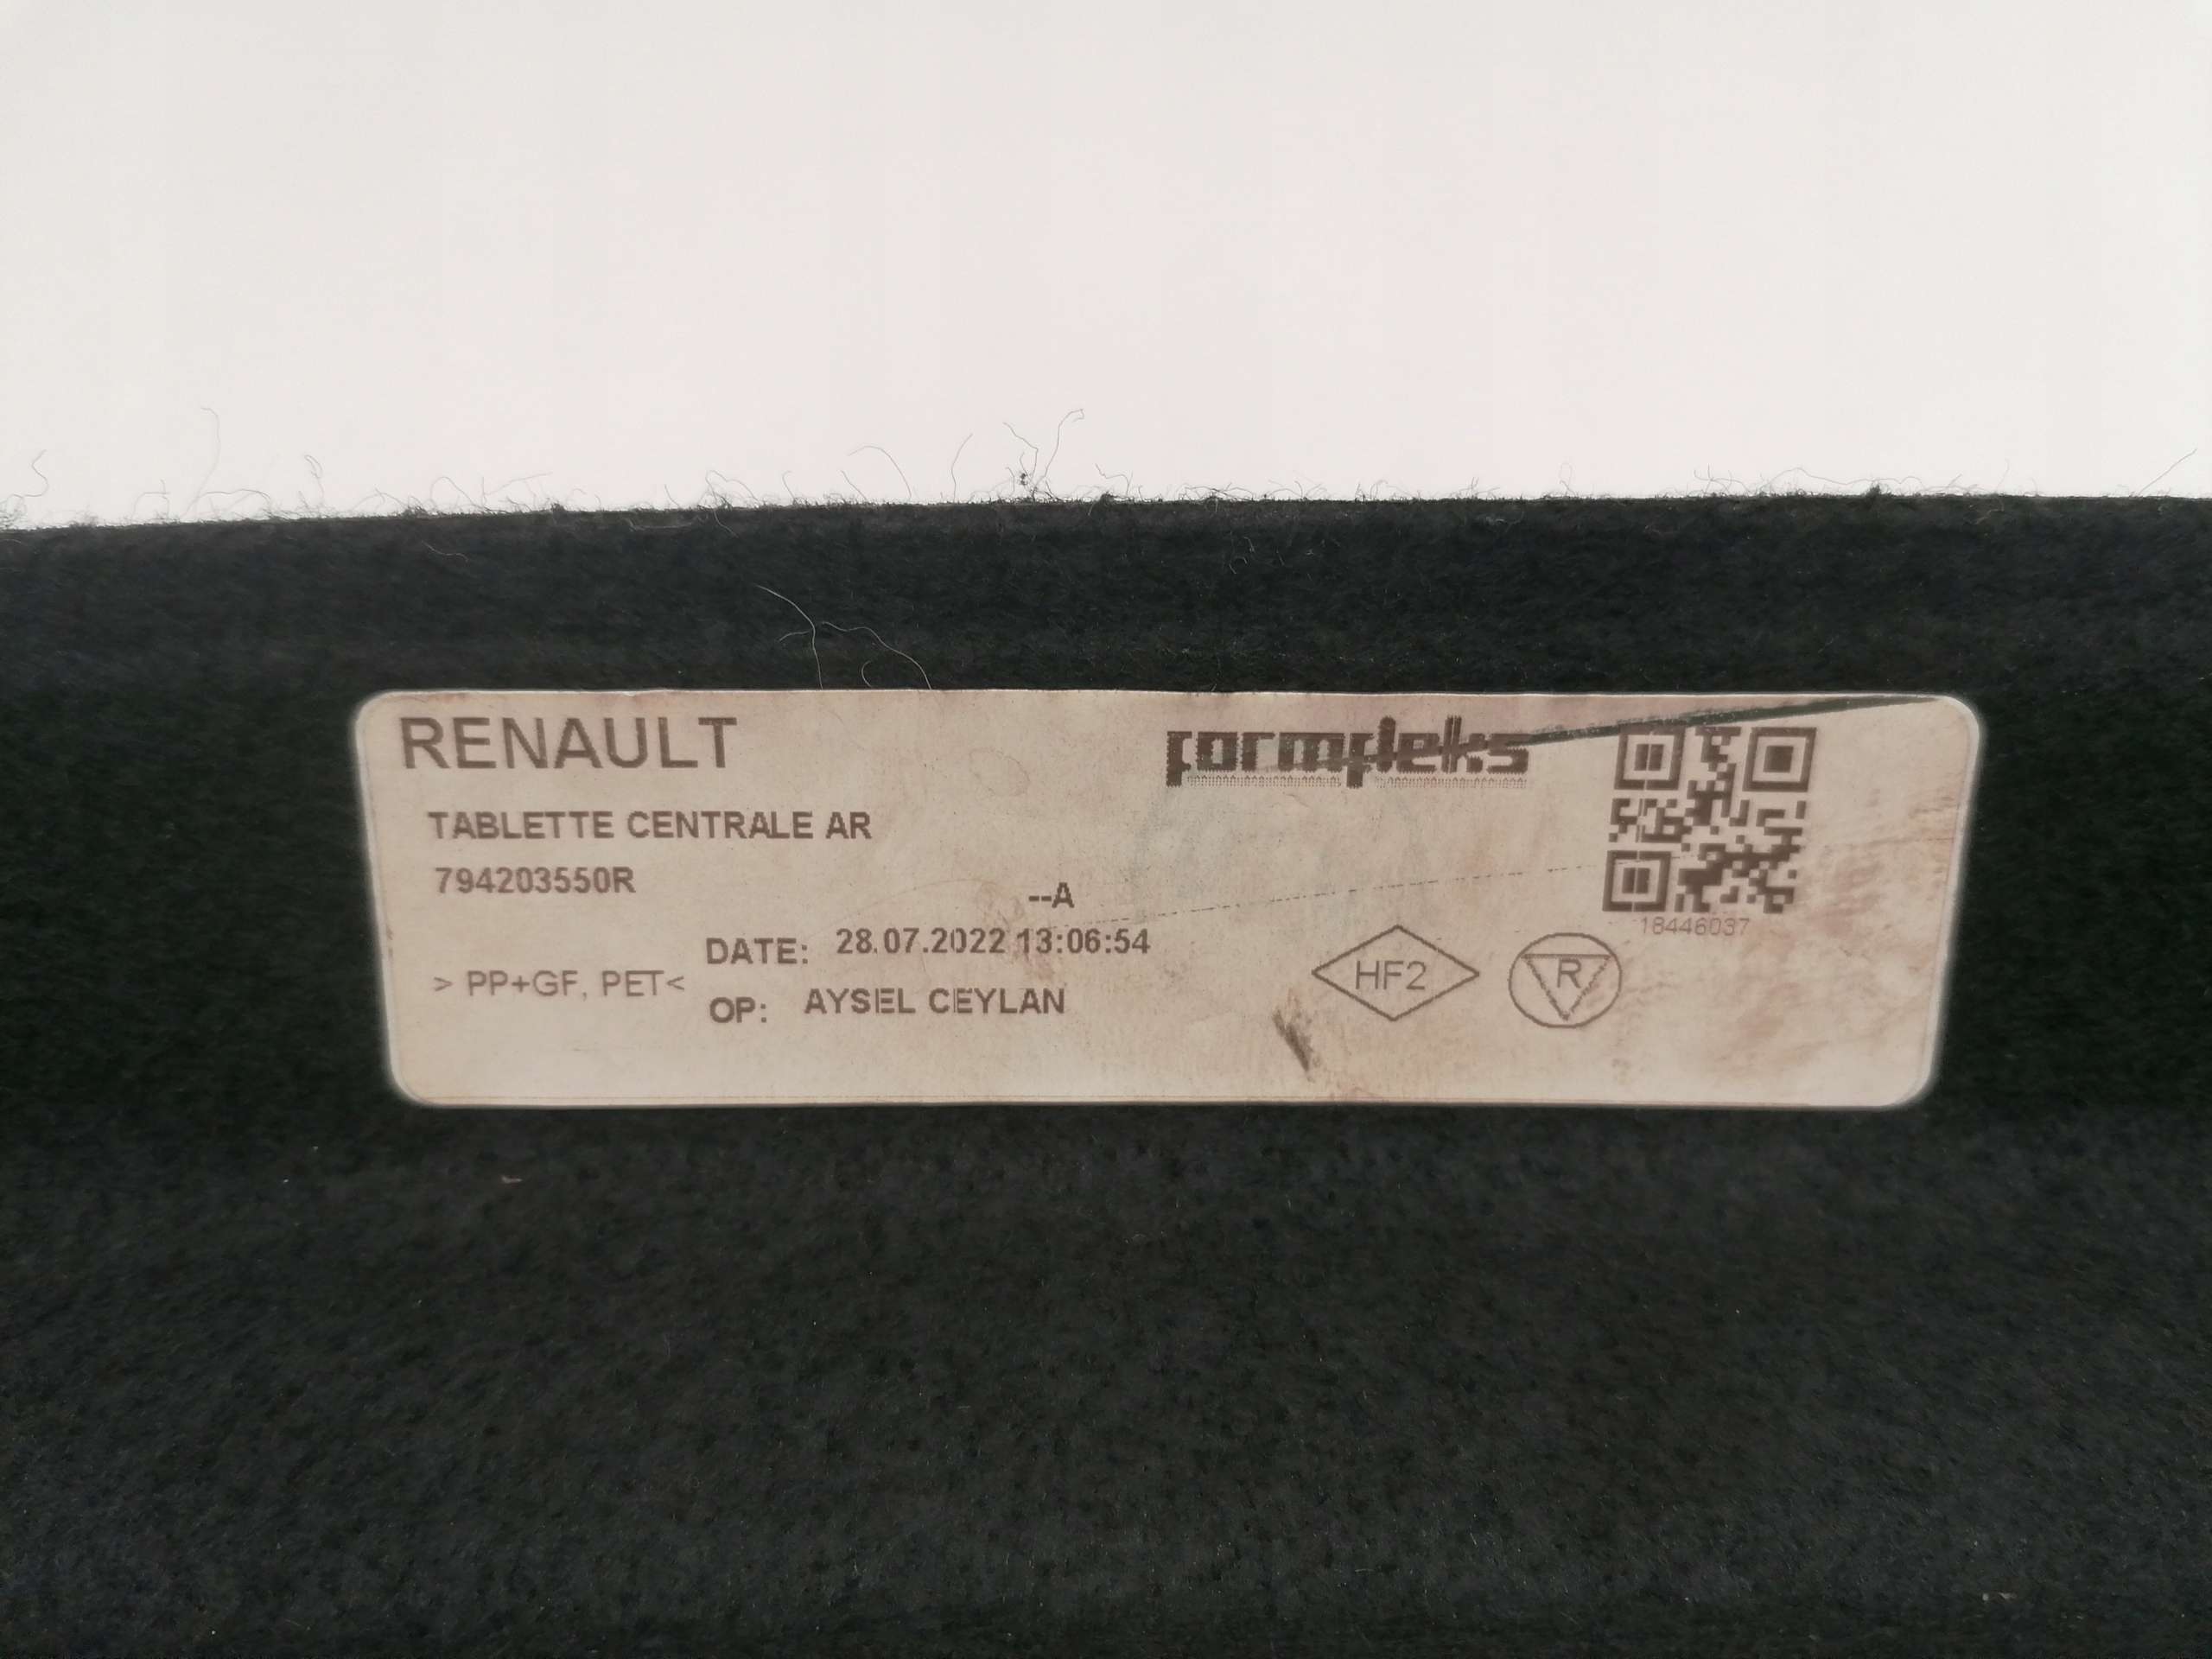 RENAULT
formfleks
TABLETTE CENTRALE AR
794203550R
--A
18446037
DATE: 28.07.2022 13:06:54
> PP+GF, PET<
OP: AYSEL CEYLAN
HF2
R